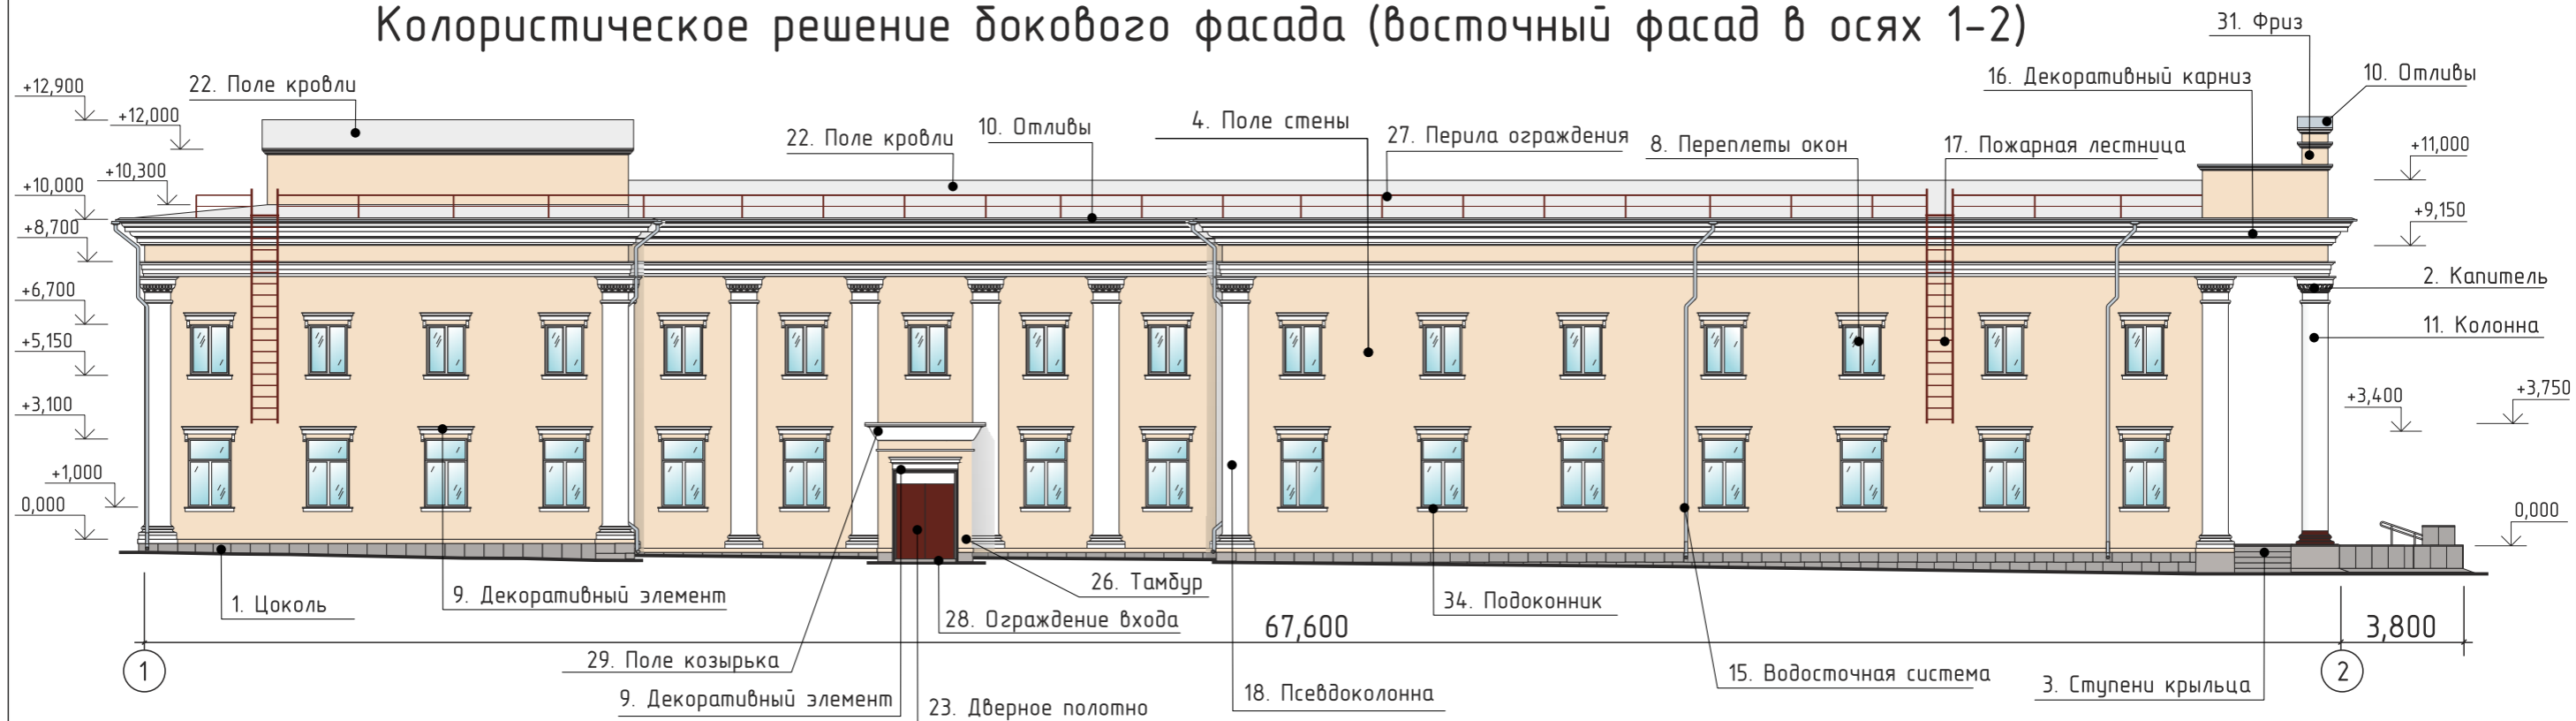 Колористическое решение бокового фасада (восточный фасад в осях 1-2)
31. Фриз
16. Декоративный карниз
10. Отливы
22. Поле кровли
+12,900
+12,000
10. Отливы
4. Поле стены
27. Перила ограждения
22. Поле кровли
8. Переплеты окон
17. Пожарная лестница
+11,000
+10,300
+10,000
+9,150
+8,700
2. Капитель
+6,700
11. Колонна
+5,150
+3,750
+3,400
+3,100
+1,000
0,000
0,000
26. Тамбур
9. Декоративный элемент
1. Цоколь
34. Подоконник
28. Ограждение входа
67,600
3,800
29. Поле козырька
1
2
15. Водосточная система
3. Ступени крыльца
9. Декоративный элемент
18. Псевдоколонна
23. Дверное полотно